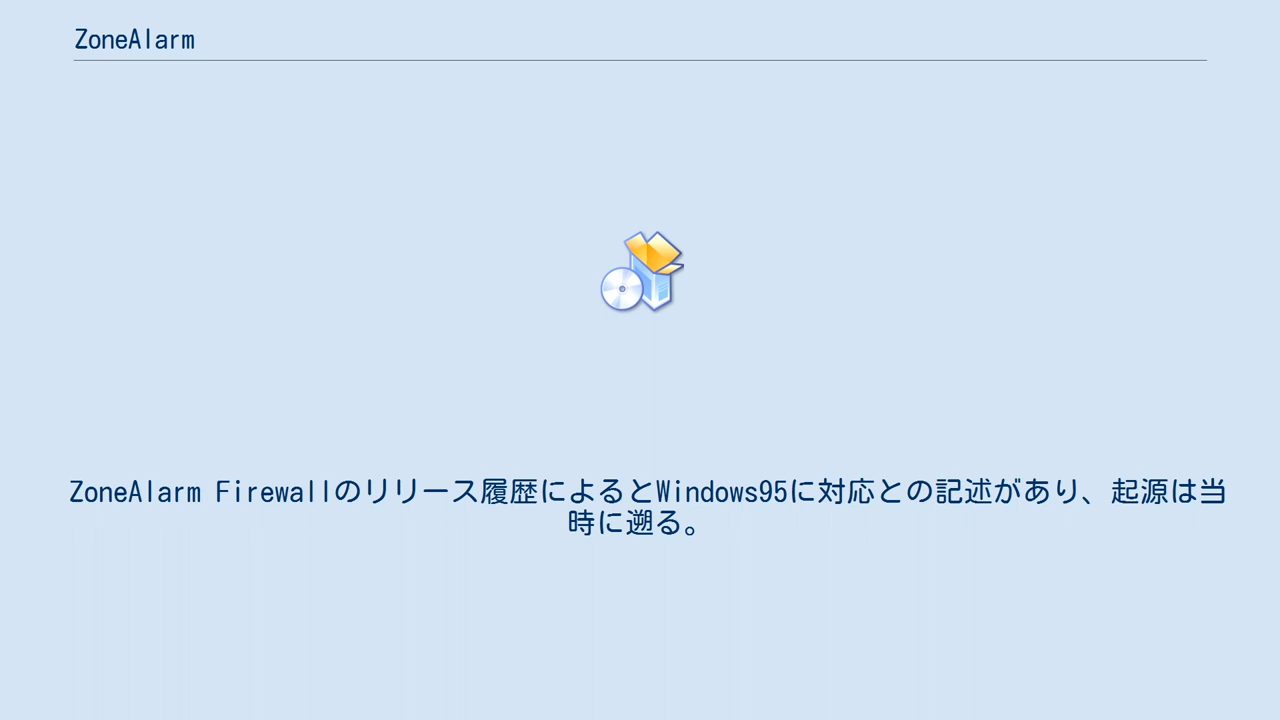 ZoneAlarm
ZoneAlarm Firewallのリリース履歴によるとWindows95に対応との記述があり、起源は当
時に遡る。